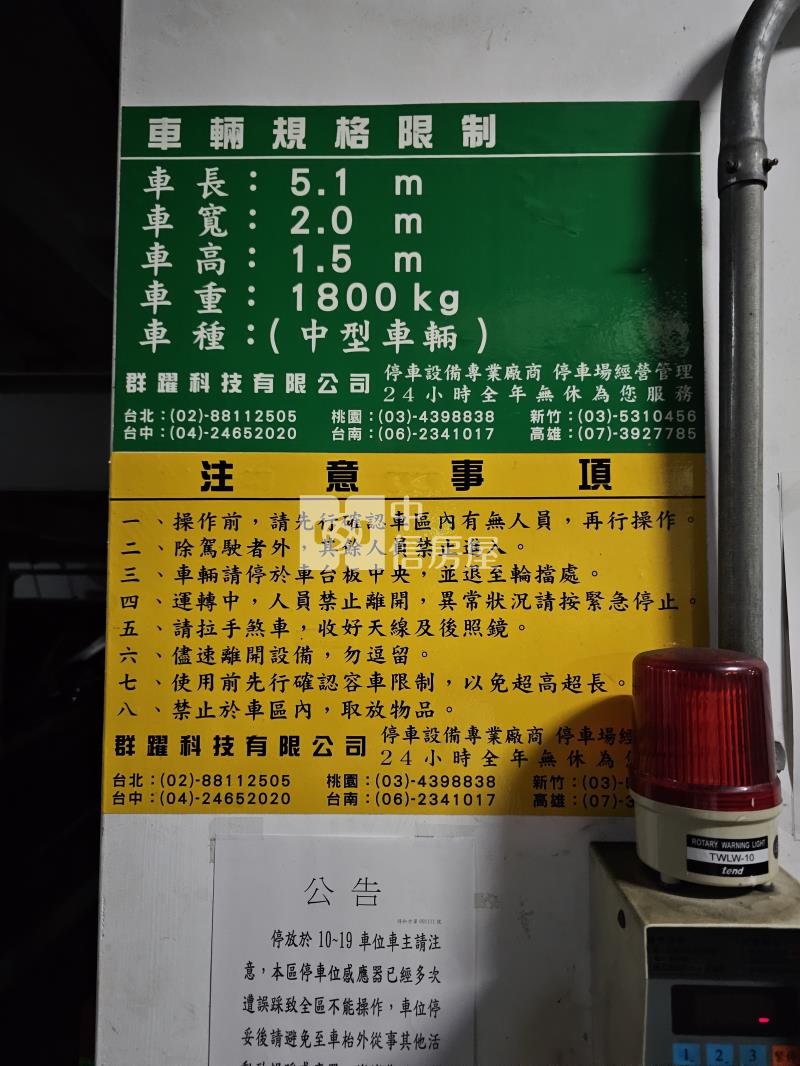 車輛規格限制
車長：5.1 m
車寬：2.0 m
車高：1.5 m
車重：1800 kg
車種：(中型車輛)
群躍科技有限公司 停車設備專業廠商 停車場經營管理
24小時全年無休為您服務
台北：(02)-88112505 桃園：(03)-4398838 新竹：(03)-5310456
台中：(04)-24652020 台南：(06)-2341017 高雄：(07)-3927785
注意事項
一、操作前，請先行確認車區內有無人員，再行操作。
二、除駕駛者外，其餘人員禁止進入。
三、車輛請停於車台板中央，並退至輪擋處。
四、運轉中，人員禁止離開，異常狀況請按緊急停止。
五、請拉手煞車，收好天線及後照鏡。
六、儘速離開設備，勿逗留。
七、使用前先行確認容車限制，以免超高超長。
八、禁止於車區內，取放物品。
中信房屋
群躍科技有限公司 停車設備專業廠商 停車場經
24小時全年無休為
台北：(02)-88112505 桃園：(03)-4398838 新竹：(03)-
台中：(04)-24652020 台南：(06)-2341017 高雄：(07)-3
ROTARY WARNING LIGHT
TWLW-10
tend
公告
停放於 10~19 車位車主請注
意，本區停車位感應器已經多次
遭誤踩致全區不能操作，車位停
妥後請避免至車枱外從事其他活
1 2 3